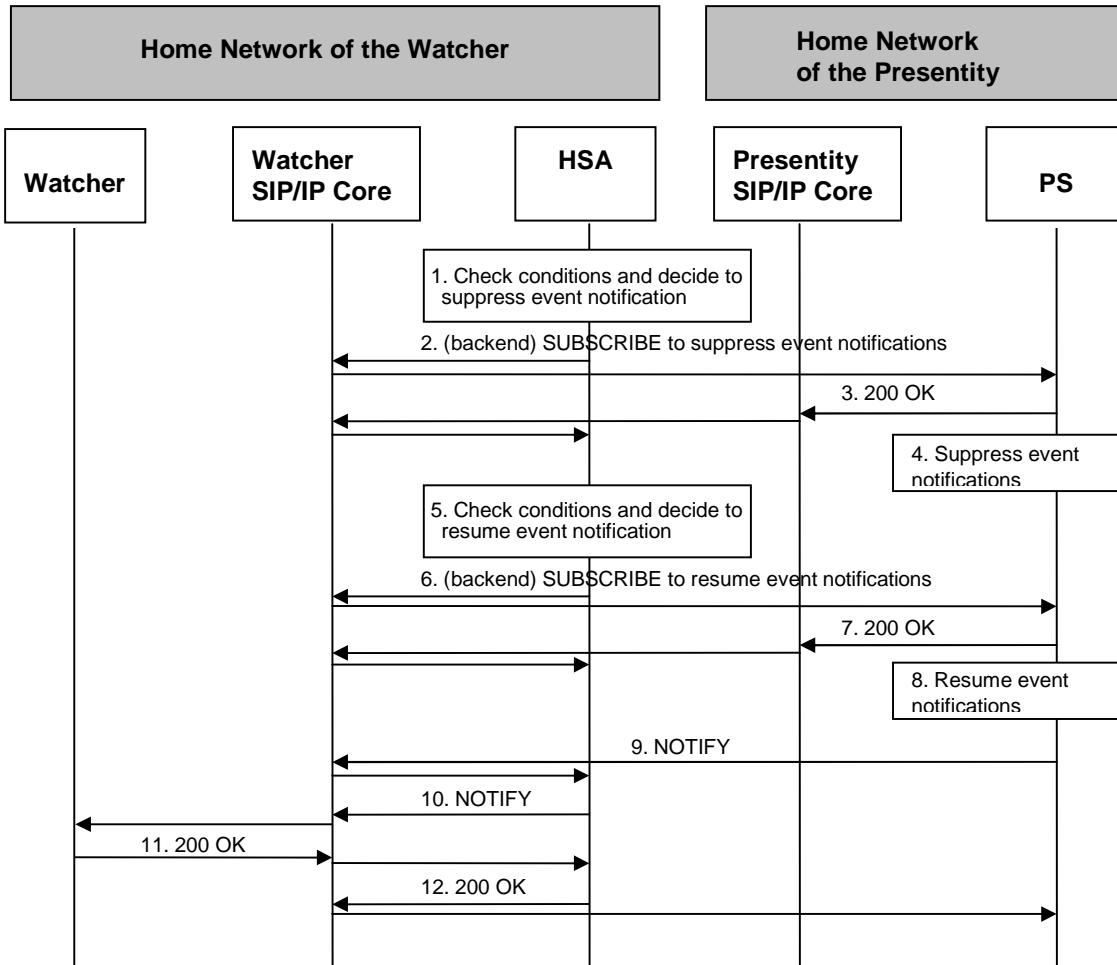 Home Network of the Watcher
Home Network
of the Presentity
Watcher
Watcher
SIP/IP Core
HSA
Presentity
SIP/IP Core
PS
1. Check conditions and decide to
suppress event notification
2. (backend) SUBSCRIBE to suppress event notifications
3. 200 OK
4. Suppress event
notifications
5. Check conditions and decide to
resume event notification
6. (backend) SUBSCRIBE to resume event notifications
7. 200 OK
8. Resume event
notifications
9. NOTIFY
10. NOTIFY
11. 200 OK
12. 200 OK